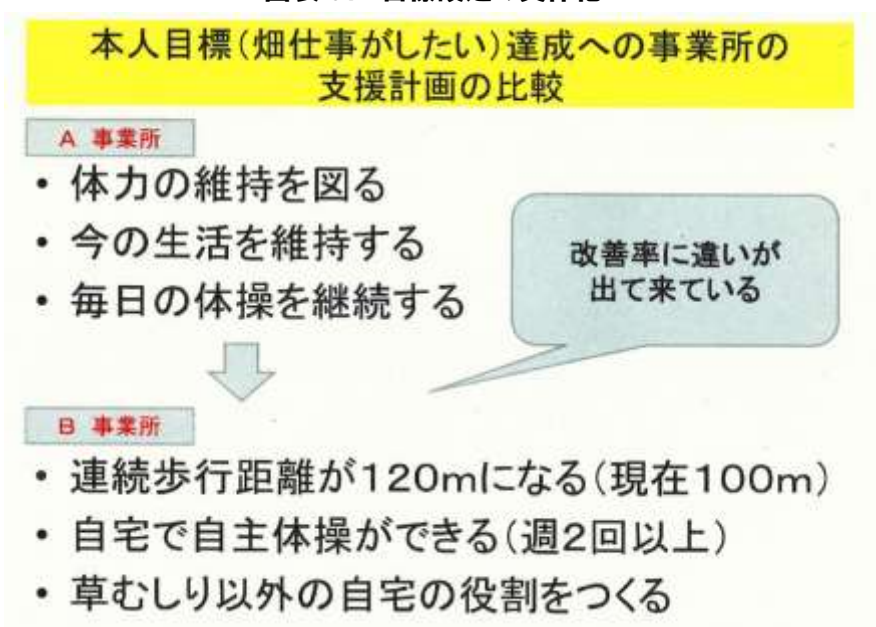 本人目標(畑仕事がしたい)達成への事業所の
支援計画の比較
A 事業所
・ 体力の維持を図る
・ 今の生活を維持する
・ 毎日の体操を継続する
改善率に違いが
出て来ている
B 事業所
・ 連続歩行距離が120mになる(現在100m)
・ 自宅で自主体操ができる(週2回以上)
・ 草むしり以外の自宅の役割をつくる